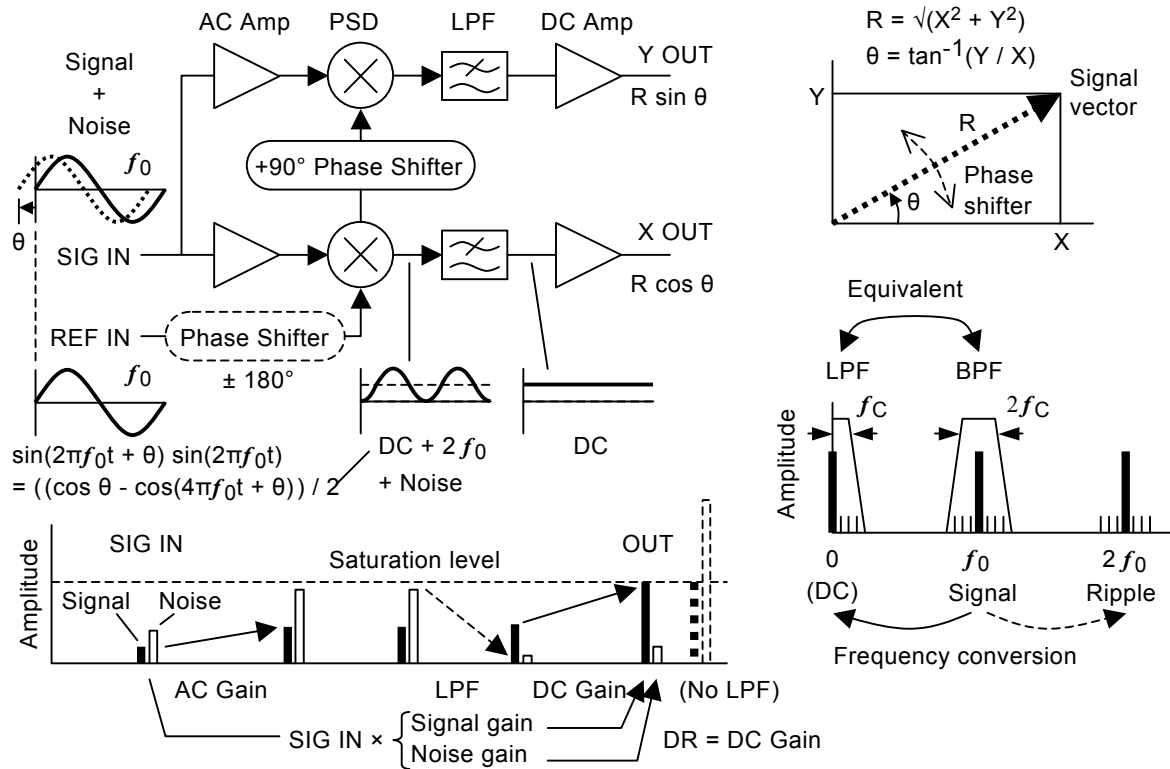 AC Amp PSD LPF DC Amp
Signal
+
Noise
f0
θ
SIG IN
+90° Phase Shifter
Y OUT
R sin θ
X OUT
R cos θ
REF IN
Phase Shifter
± 180°
f0
sin(2πf0t + θ) sin(2πf0t)
= ((cos θ - cos(4πf0t + θ)) / 2
DC + 2 f0
+ Noise
DC
R = √(X² + Y²)
θ = tan⁻¹(Y / X)
Y
Signal
vector
R
Phase
shifter
θ
X
Equivalent
LPF BPF
fC 2fC
Amplitude
0 f0 2 f0
(DC) Signal Ripple
Frequency conversion
Amplitude
SIG IN
Saturation level
OUT
Signal Noise
AC Gain LPF DC Gain (No LPF)
SIG IN × { Signal gain
Noise gain
DR = DC Gain